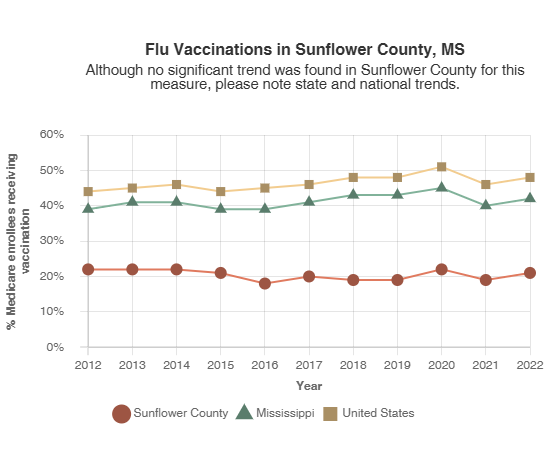 Flu Vaccinations in Sunflower County, MS
Although no significant trend was found in Sunflower County for this
measure, please note state and national trends.
60%
50%
40%
30%
20%
10%
0%
% Medicare enrollees receiving
vaccination
2012 2013 2014 2015 2016 2017 2018 2019 2020 2021 2022
Year
Sunflower County Mississippi United States